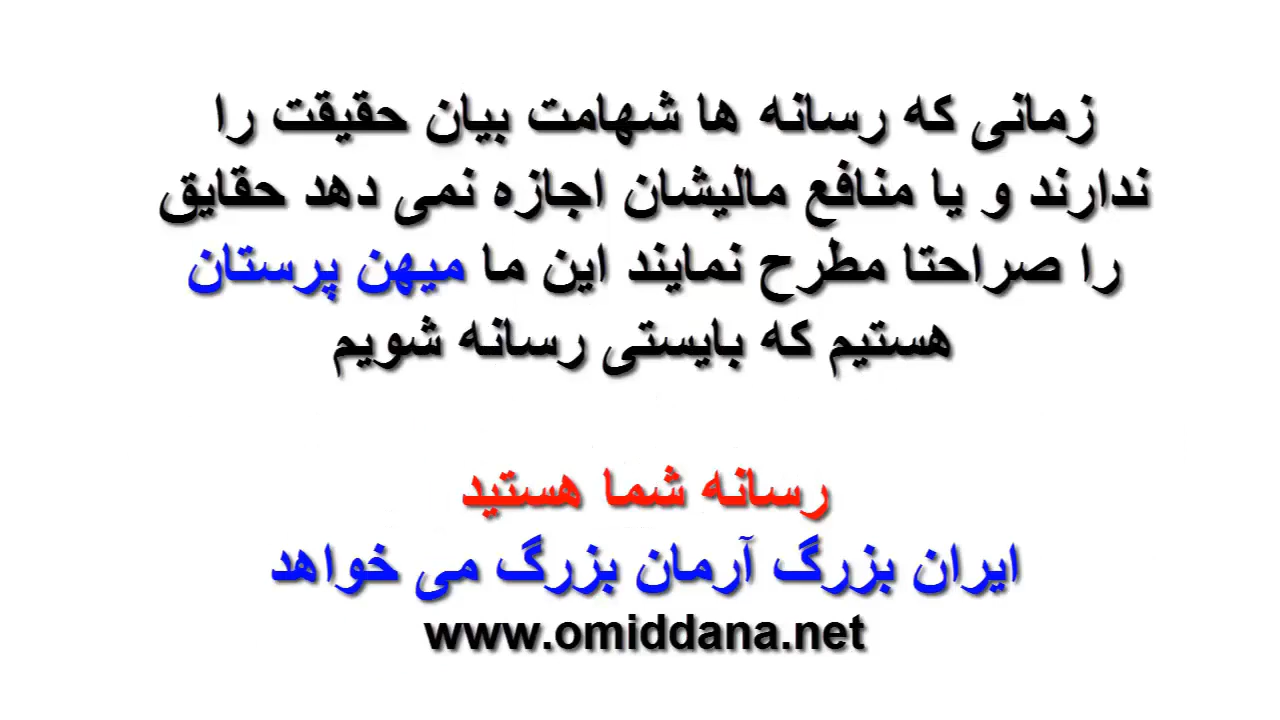 زمانی که رسانه ها شهامت بیان حقیقت را
ندارند و یا منافع مالیشان اجازه نمی دهد حقایق
را صراحتا مطرح نمایند این ما میهن پرستان
هستیم که بایستی رسانه شویم
رسانه شما هستید
ایران بزرگ آرمان بزرگ می خواهد
www.omiddana.net